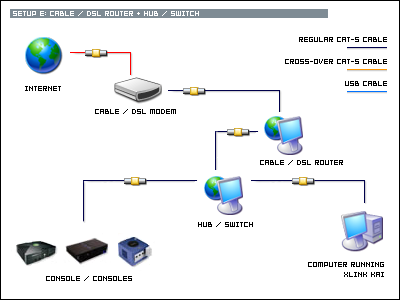 SETUP E: CABLE / DSL ROUTER + HUB / SWITCH
REGULAR CAT-5 CABLE
CROSS-OVER CAT-5 CABLE
USB CABLE
INTERNET
CABLE / DSL MODEM
CABLE / DSL ROUTER
HUB / SWITCH
CONSOLE / CONSOLES
COMPUTER RUNNING
XLINK KAI